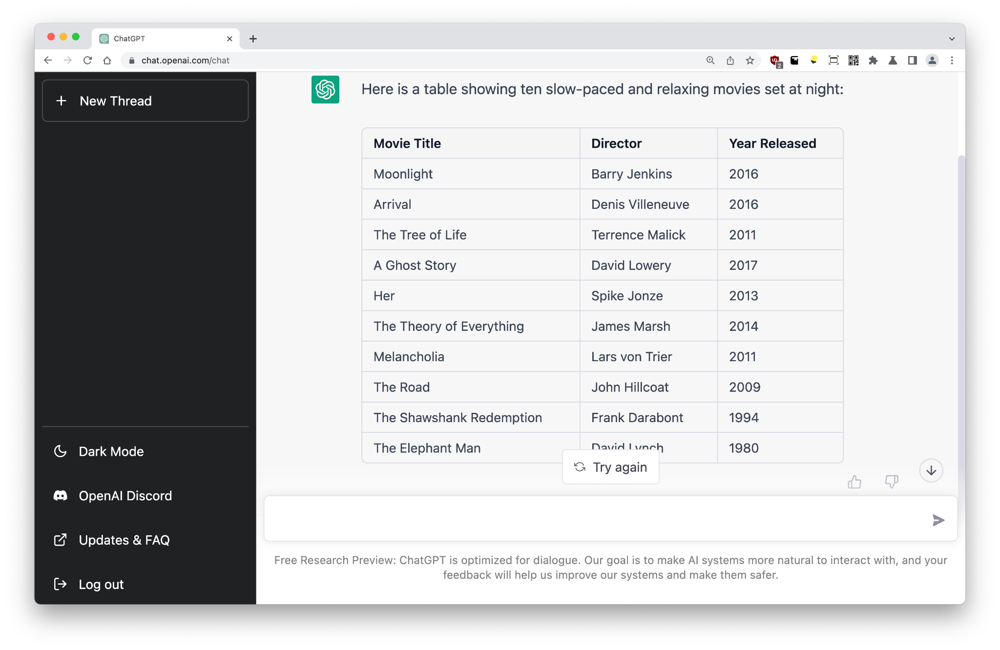 ChatGPT
chat.openai.com/chat
2
New Thread
Dark Mode
OpenAI Discord
Updates & FAQ
Log out
Here is a table showing ten slow-paced and relaxing movies set at night:
Movie Title Director Year Released
Moonlight Barry Jenkins 2016
Arrival Denis Villeneuve 2016
The Tree of Life Terrence Malick 2011
A Ghost Story David Lowery 2017
Her Spike Jonze 2013
The Theory of Everything James Marsh 2014
Melancholia Lars von Trier 2011
The Road John Hillcoat 2009
The Shawshank Redemption Frank Darabont 1994
The Elephant Man David Lynch 1980
Try again
Free Research Preview: ChatGPT is optimized for dialogue. Our goal is to make AI systems more natural to interact with, and your
feedback will help us improve our systems and make them safer.